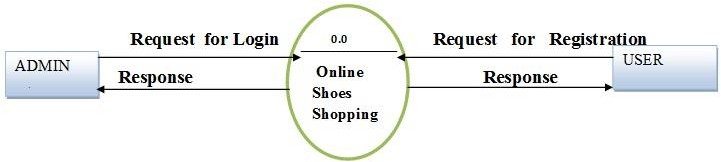 Request for Login
0.0
Request for Registration
ADMIN
USER
Response
Online
Shoes
Shopping
Response